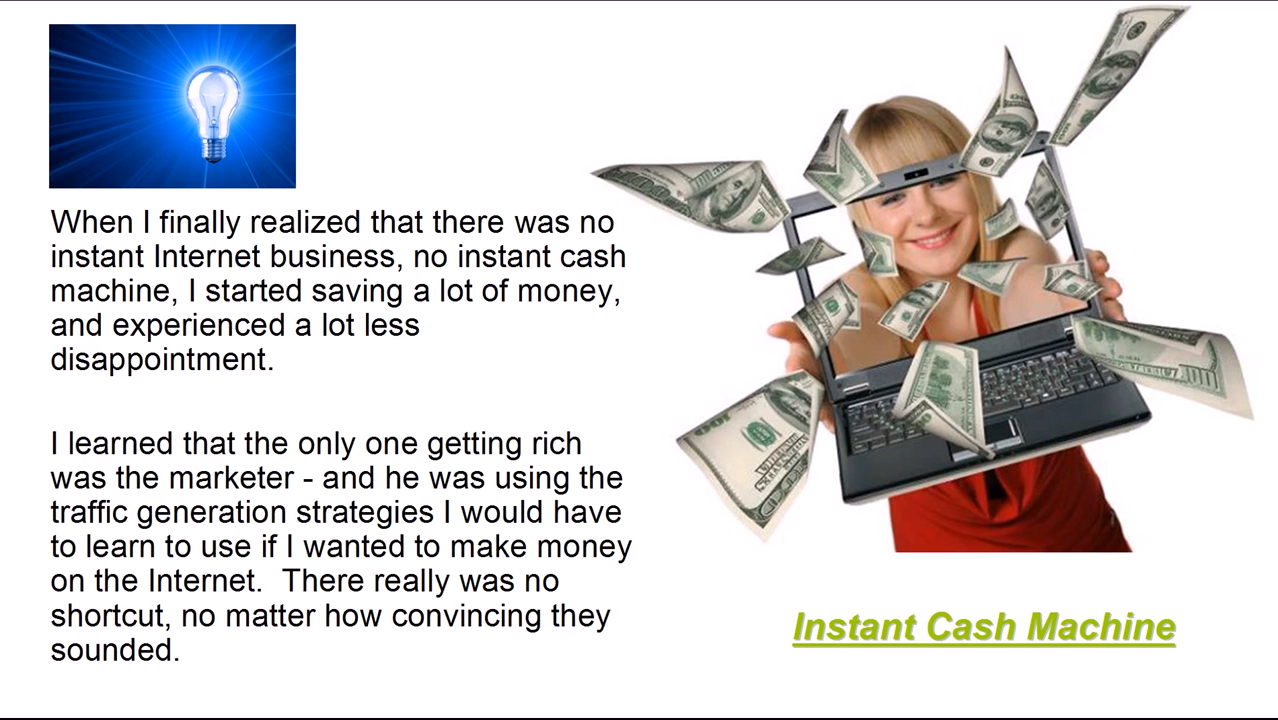 When I finally realized that there was no
instant Internet business, no instant cash
machine, I started saving a lot of money,
and experienced a lot less
disappointment.
I learned that the only one getting rich
was the marketer - and he was using the
traffic generation strategies I would have
to learn to use if I wanted to make money
on the Internet.  There really was no
shortcut, no matter how convincing they
sounded.
Instant Cash Machine